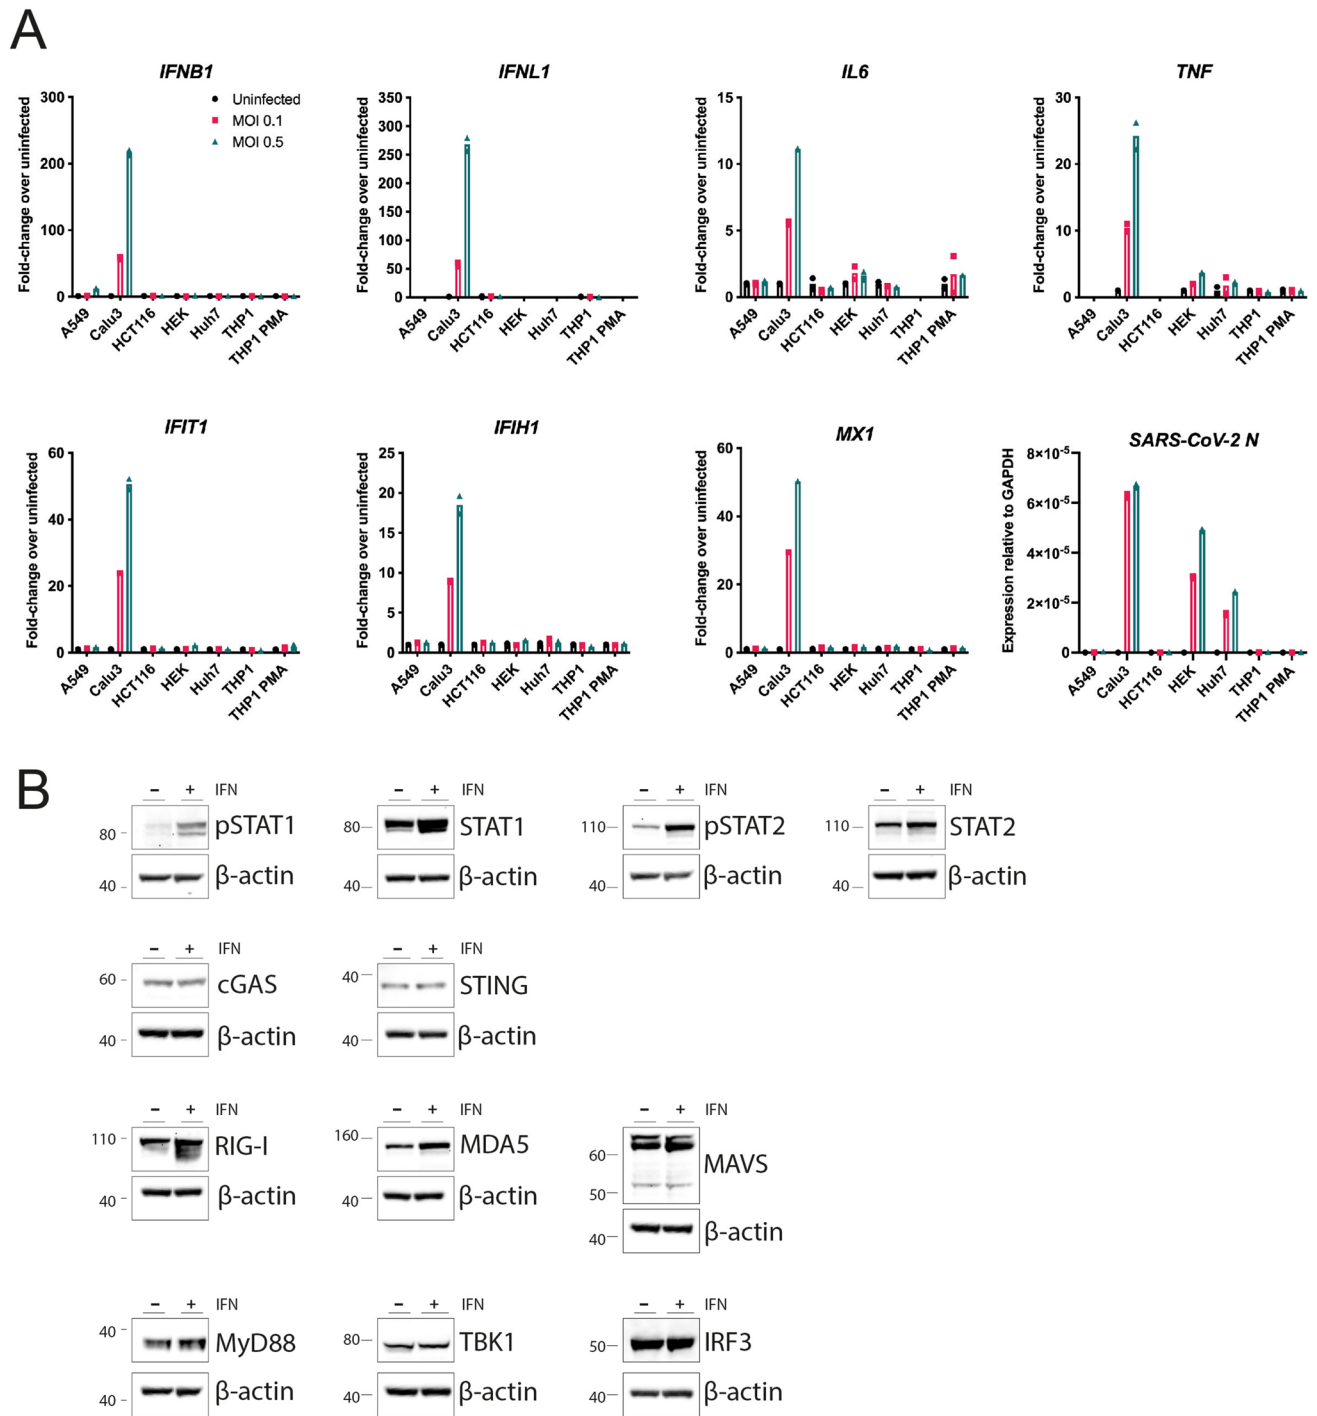 A
IFNB1
IFNL1
IL6
TNF
Fold-change over uninfected
300
200
100
0
Uninfected
MOI 0.1
MOI 0.5
A549
Calu3
HCT116
HEK
Huh7
THP1
THP1 PMA
Fold-change over uninfected
350
300
250
200
150
100
50
0
A549
Calu3
HCT116
HEK
Huh7
THP1
THP1 PMA
Fold-change over uninfected
15
10
5
0
A549
Calu3
HCT116
HEK
Huh7
THP1
THP1 PMA
Fold-change over uninfected
30
20
10
0
A549
Calu3
HCT116
HEK
Huh7
THP1
THP1 PMA
IFIT1
IFIH1
MX1
SARS-CoV-2 N
Fold-change over uninfected
60
40
20
0
A549
Calu3
HCT116
HEK
Huh7
THP1
THP1 PMA
Fold-change over uninfected
25
20
15
10
5
0
A549
Calu3
HCT116
HEK
Huh7
THP1
THP1 PMA
Fold-change over uninfected
60
40
20
0
A549
Calu3
HCT116
HEK
Huh7
THP1
THP1 PMA
Expression relative to GAPDH
8×10⁻⁵
6×10⁻⁵
4×10⁻⁵
2×10⁻⁵
0
A549
Calu3
HCT116
HEK
Huh7
THP1
THP1 PMA
B
− + IFN
80 pSTAT1
40 β-actin
− + IFN
80 STAT1
40 β-actin
− + IFN
110 pSTAT2
40 β-actin
− + IFN
110 STAT2
40 β-actin
− + IFN
60 cGAS
40 β-actin
− + IFN
40 STING
40 β-actin
− + IFN
110 RIG-I
40 β-actin
− + IFN
160 MDA5
40 β-actin
− + IFN
60 MAVS
50
40 β-actin
− + IFN
40 MyD88
40 β-actin
− + IFN
80 TBK1
40 β-actin
− + IFN
50 IRF3
40 β-actin